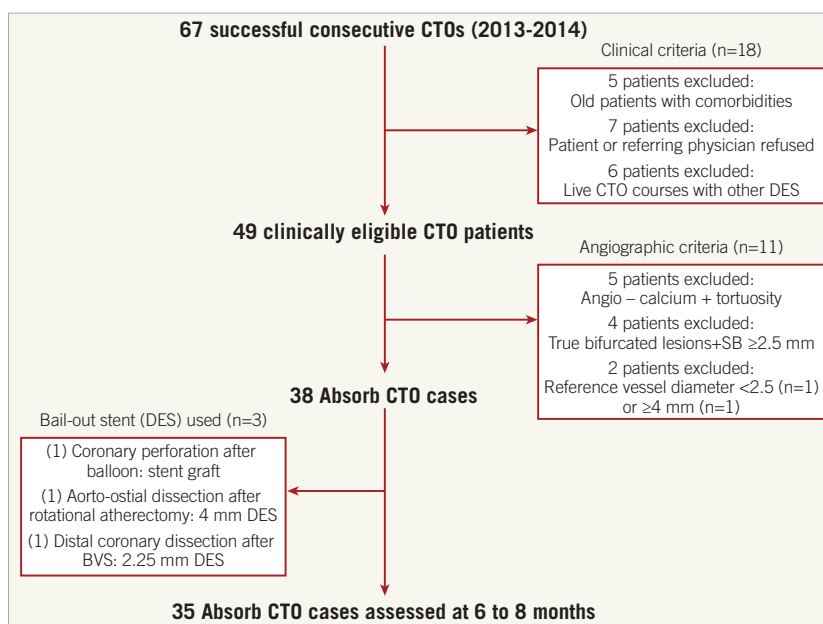 67 successful consecutive CTOs (2013-2014)
Clinical criteria (n=18)
5 patients excluded:
Old patients with comorbidities
7 patients excluded:
Patient or referring physician refused
6 patients excluded:
Live CTO courses with other DES
49 clinically eligible CTO patients
Angiographic criteria (n=11)
5 patients excluded:
Angio – calcium + tortuosity
4 patients excluded:
True bifurcated lesions+SB ≥2.5 mm
2 patients excluded:
Reference vessel diameter <2.5 (n=1)
or ≥4 mm (n=1)
38 Absorb CTO cases
Bail-out stent (DES) used (n=3)
(1) Coronary perforation after
balloon: stent graft
(1) Aorto-ostial dissection after
rotational atherectomy: 4 mm DES
(1) Distal coronary dissection after
BVS: 2.25 mm DES
35 Absorb CTO cases assessed at 6 to 8 months